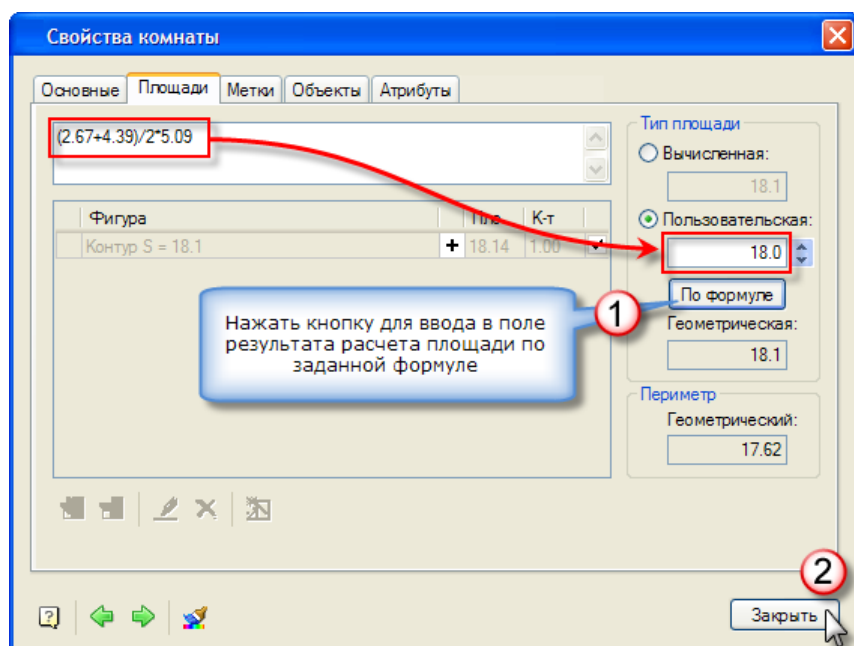 Свойства комнаты
Основные Площади Метки Объекты Атрибуты
(2.67+4.39)/2*5.09
Фигура К-т
Контур S = 18.1 + 18.14 1.00
Тип площади
Вычисленная:
18.1
Пользовательская:
18.0
По формуле
Геометрическая:
18.1
Периметр
Геометрический:
17.62
Нажать кнопку для ввода в поле
результата расчета площади по
заданной формуле
1
2
Закрыть